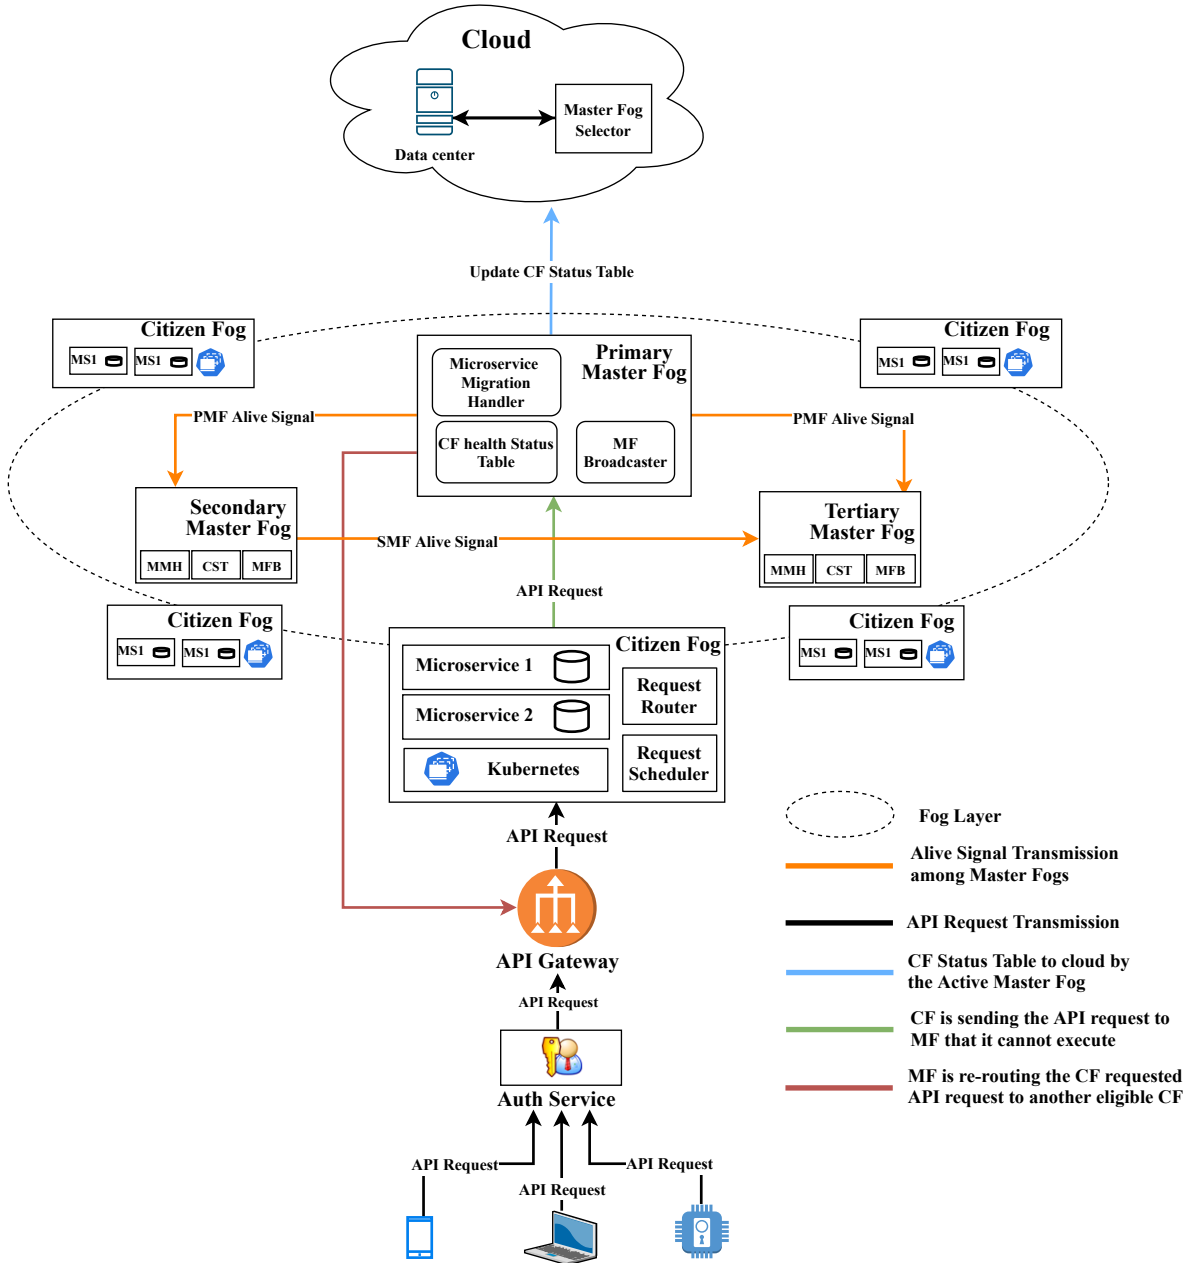 Cloud
Master Fog
Selector
Data center
Update CF Status Table
Citizen Fog
MS1
MS1
Citizen Fog
MS1
MS1
Primary
Master Fog
Microservice
Migration
Handler
CF health Status
Table
MF
Broadcaster
PMF Alive Signal
PMF Alive Signal
Secondary
Master Fog
MMH
CST
MFB
SMF Alive Signal
Tertiary
Master Fog
MMH
CST
MFB
API Request
Citizen Fog
MS1
MS1
Citizen Fog
MS1
MS1
Citizen Fog
Microservice 1
Microservice 2
Kubernetes
Request
Router
Request
Scheduler
API Request
API Gateway
API Request
Auth Service
API Request
API Request
API Request
Fog Layer
Alive Signal Transmission
among Master Fogs
API Request Transmission
CF Status Table to cloud by
the Active Master Fog
CF is sending the API request to
MF that it cannot execute
MF is re-routing the CF requested
API request to another eligible CF